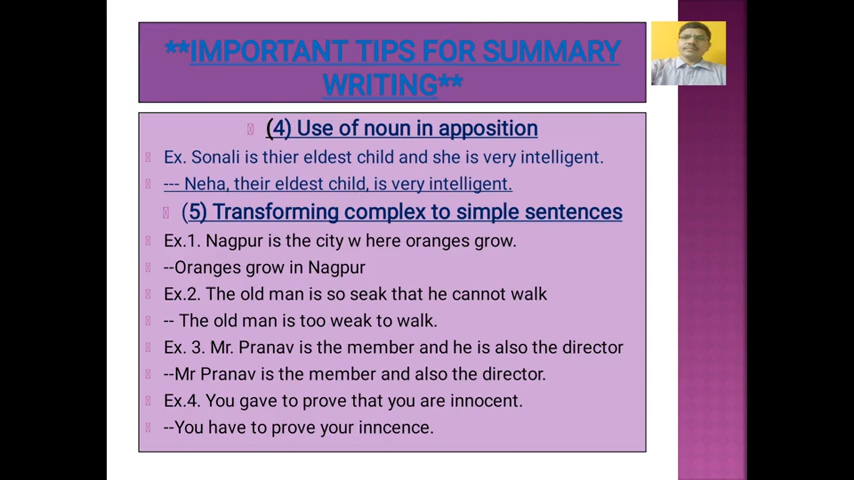 **IMPORTANT TIPS FOR SUMMARY
WRITING**
(4) Use of noun in apposition
Ex. Sonali is thier eldest child and she is very intelligent.
--- Neha, their eldest child, is very intelligent.
(5) Transforming complex to simple sentences
Ex.1. Nagpur is the city w here oranges grow.
--Oranges grow in Nagpur
Ex.2. The old man is so seak that he cannot walk
-- The old man is too weak to walk.
Ex. 3. Mr. Pranav is the member and he is also the director
--Mr Pranav is the member and also the director.
Ex.4. You gave to prove that you are innocent.
--You have to prove your inncence.